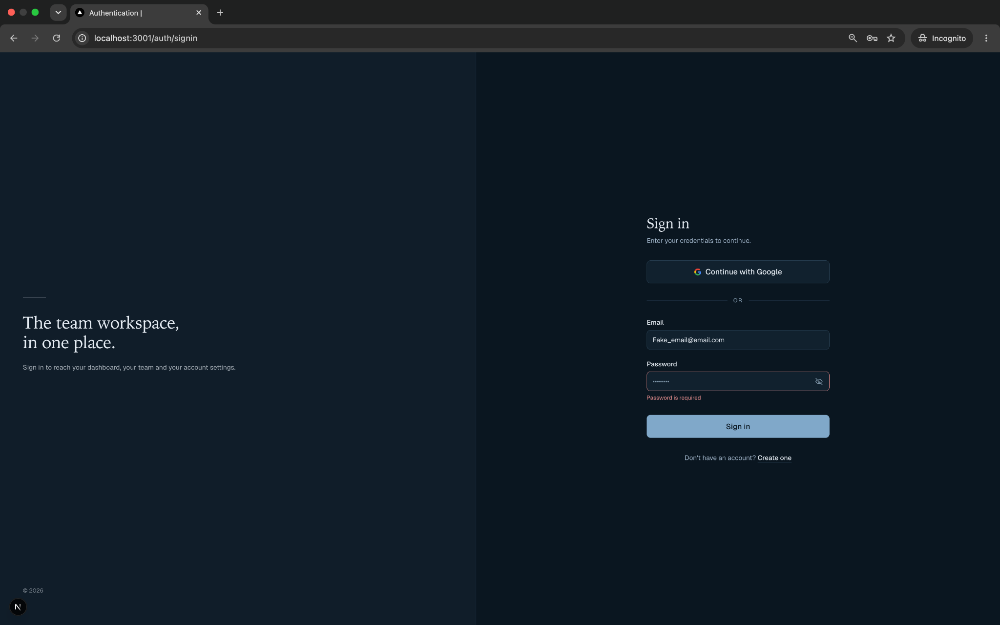 Authentication |
localhost:3001/auth/signin
Incognito
The team workspace,
in one place.
Sign in to reach your dashboard, your team and your account settings.
© 2026
N
Sign in
Enter your credentials to continue.
Continue with Google
OR
Email
Fake_email@email.com
Password
••••••••
Password is required
Sign in
Don't have an account? Create one